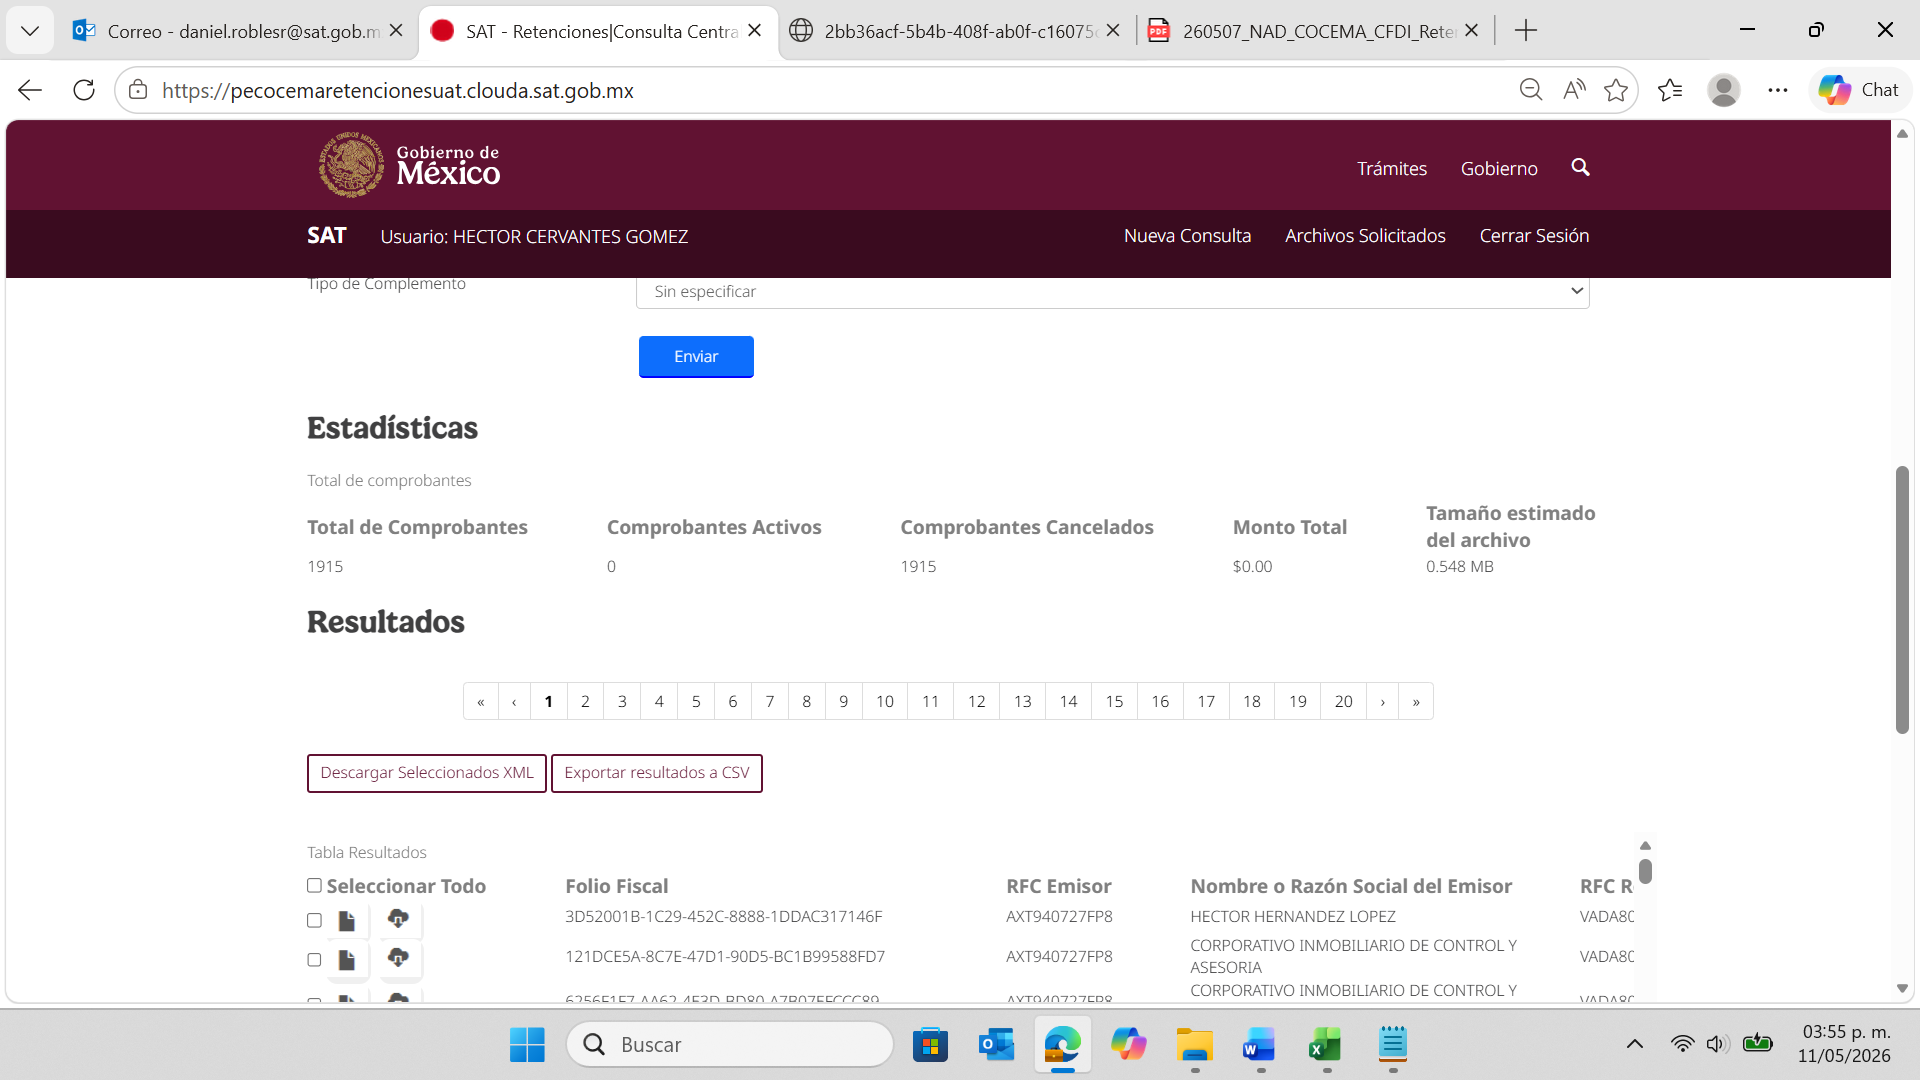 Correo - daniel.roblesr@sat.gob.m
SAT - Retenciones|Consulta Centra
2bb36acf-5b4b-408f-ab0f-c16075
260507_NAD_COCEMA_CFDI_Rete
https://pecocemaretencionesuat.clouda.sat.gob.mx
Chat
Gobierno de
México
Trámites
Gobierno
SAT
Usuario: HECTOR CERVANTES GOMEZ
Nueva Consulta
Archivos Solicitados
Cerrar Sesión
Tipo de Complemento
Sin especificar
Enviar
Estadísticas
Total de comprobantes
Total de Comprobantes
Comprobantes Activos
Comprobantes Cancelados
Monto Total
Tamaño estimado
del archivo
1915
0
1915
$0.00
0.548 MB
Resultados
« ‹ 1 2 3 4 5 6 7 8 9 10 11 12 13 14 15 16 17 18 19 20 › »
Descargar Seleccionados XML
Exportar resultados a CSV
Tabla Resultados
Seleccionar Todo
Folio Fiscal
RFC Emisor
Nombre o Razón Social del Emisor
RFC R
3D52001B-1C29-452C-8888-1DDAC317146F
AXT940727FP8
HECTOR HERNANDEZ LOPEZ
VADA80
121DCE5A-8C7E-47D1-90D5-BC1B99588FD7
AXT940727FP8
CORPORATIVO INMOBILIARIO DE CONTROL Y
ASESORIA
VADA80
AXT940727FP8
CORPORATIVO INMOBILIARIO DE CONTROL Y
VADA80
Buscar
03:55 p. m.
11/05/2026